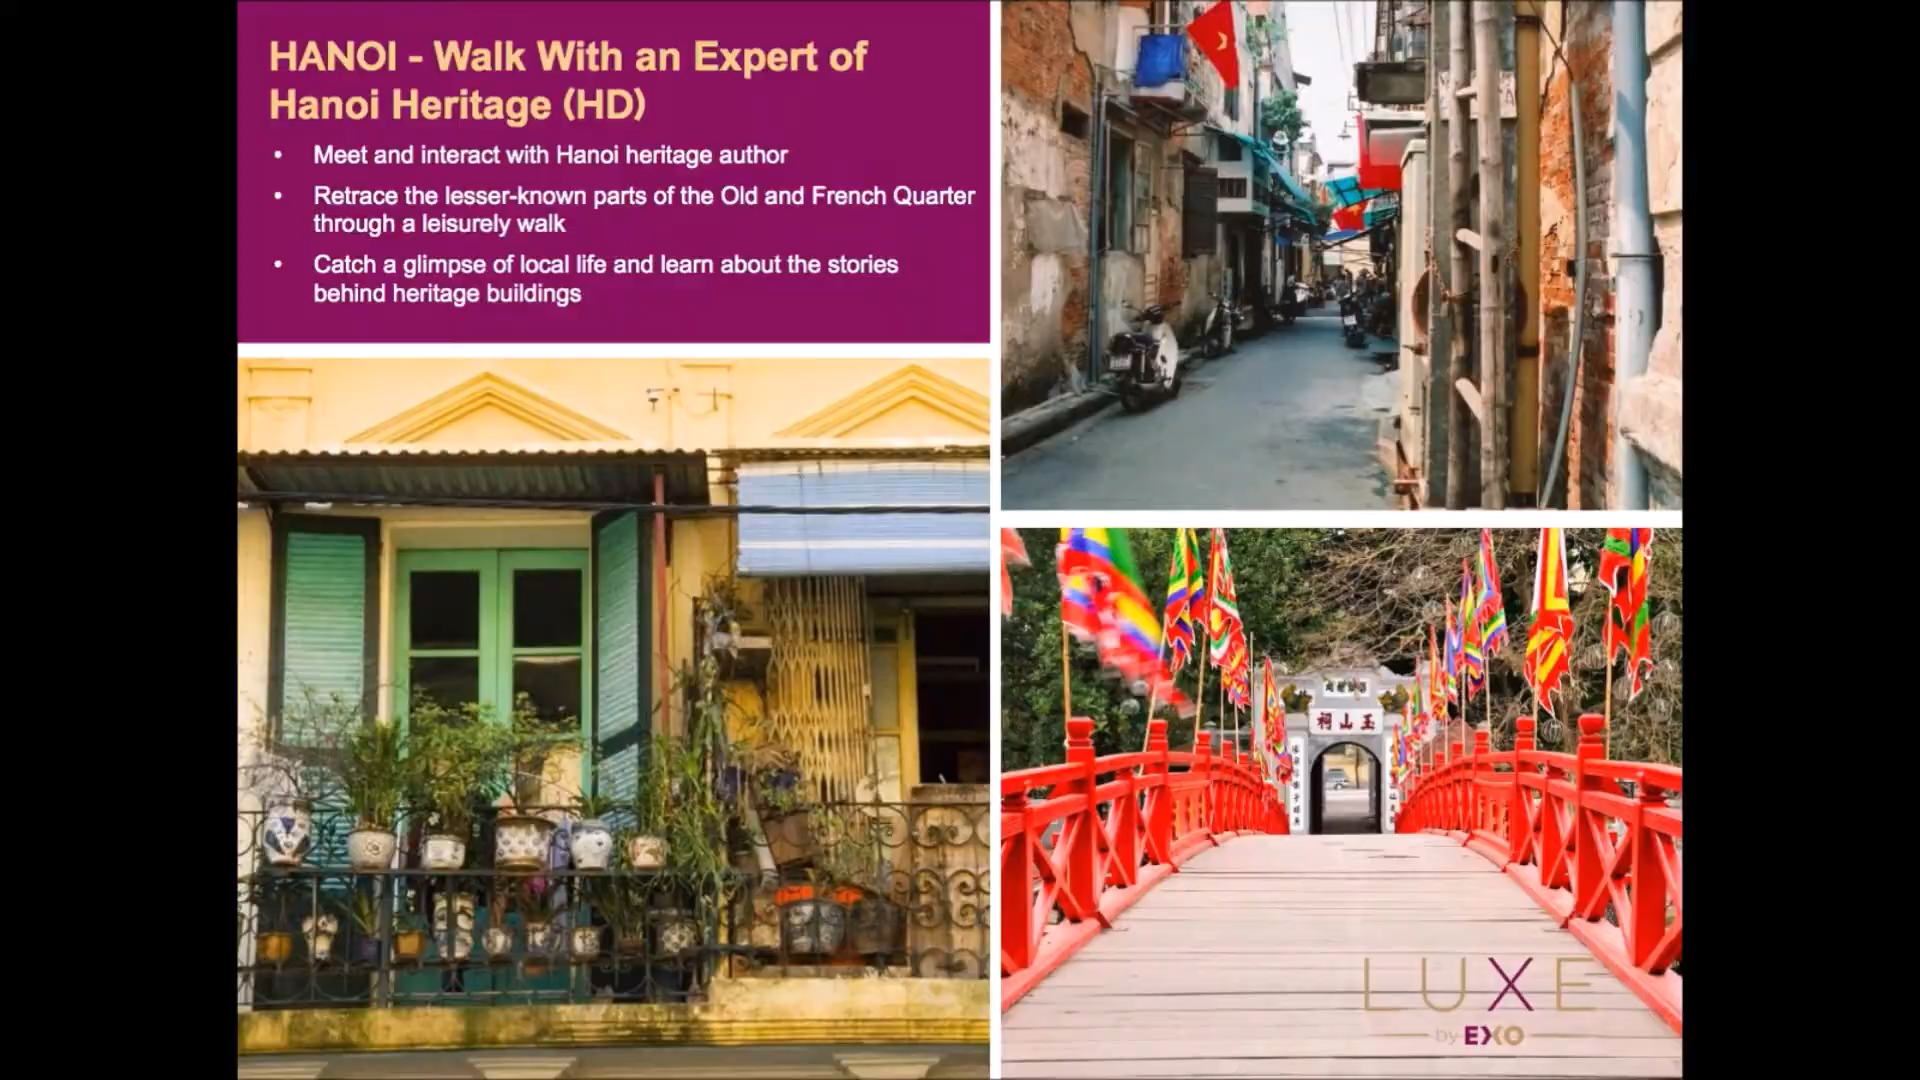 HANOI - Walk With an Expert of
Hanoi Heritage (HD)
• Meet and interact with Hanoi heritage author
• Retrace the lesser-known parts of the Old and French Quarter
through a leisurely walk
• Catch a glimpse of local life and learn about the stories
behind heritage buildings
祠山玉
LUXE
by EXO